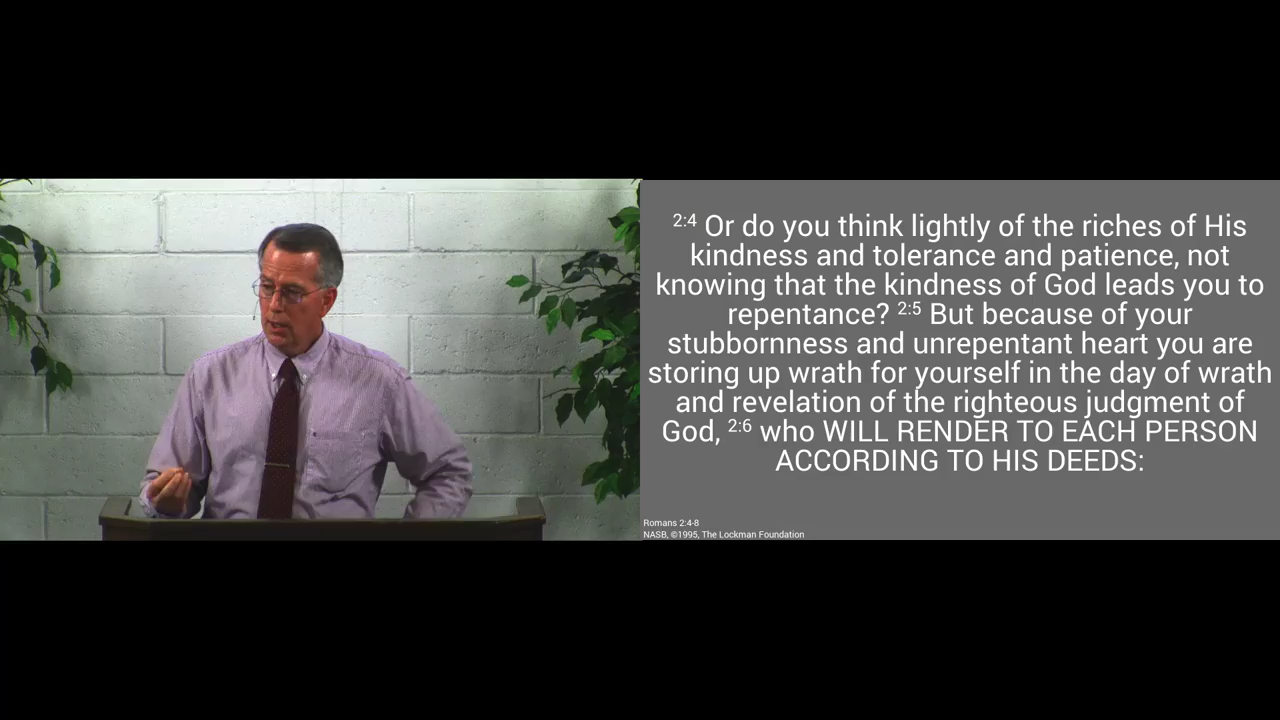 2:4 Or do you think lightly of the riches of His
kindness and tolerance and patience, not
knowing that the kindness of God leads you to
repentance? 2:5 But because of your
stubbornness and unrepentant heart you are
storing up wrath for yourself in the day of wrath
and revelation of the righteous judgment of
God, 2:6 who WILL RENDER TO EACH PERSON
ACCORDING TO HIS DEEDS:
Romans 2:4-8
NASB, ©1995, The Lockman Foundation